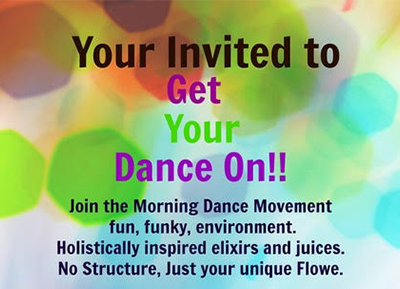 Your Invited to
Get
Your
Dance On!!
Join the Morning Dance Movement
fun, funky, environment.
Holistically inspired elixirs and juices.
No Structure, Just your unique Flowe.